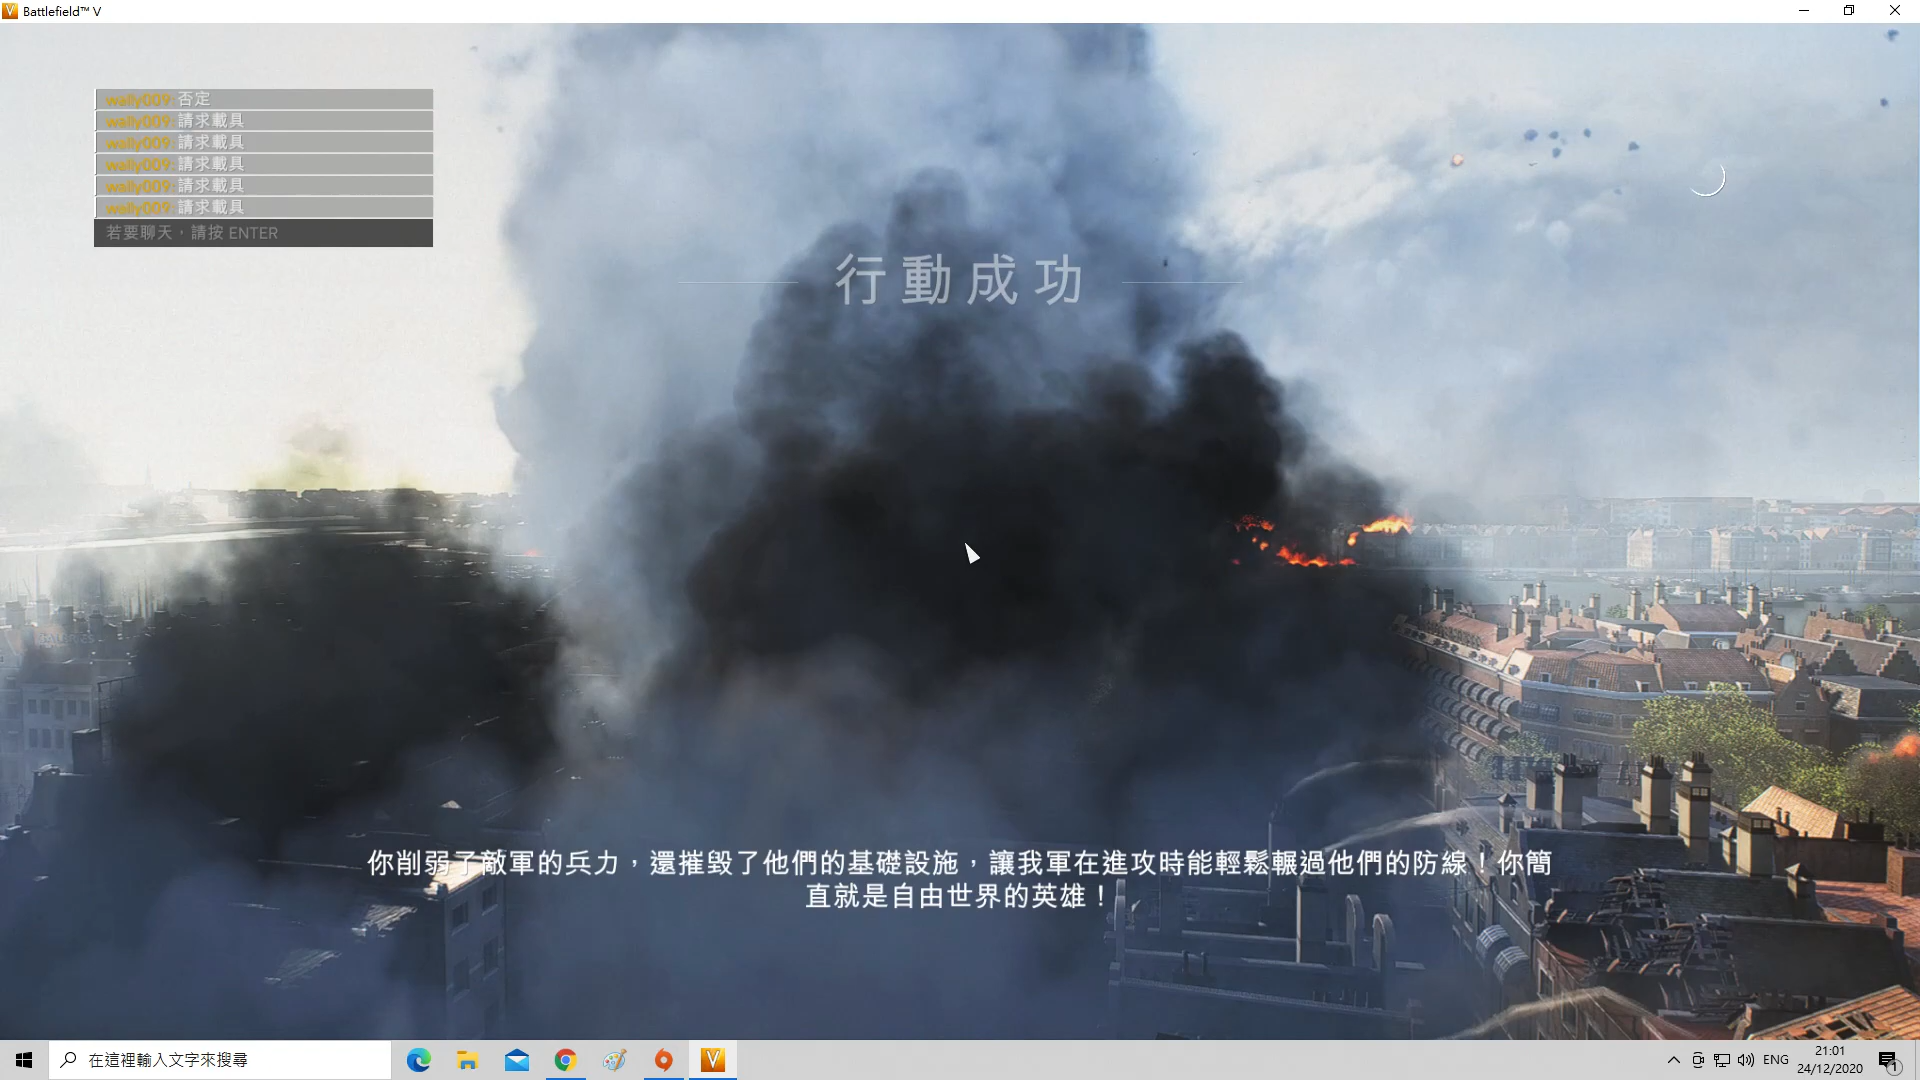 Battlefield™ V
wally009: 否定
wally009: 請求載具
wally009: 請求載具
wally009: 請求載具
wally009: 請求載具
wally009: 請求載具
若要聊天，請按 ENTER
行動成功
你削弱了敵軍的兵力，還摧毀了他們的基礎設施，讓我軍在進攻時能輕鬆輾過他們的防線！你簡
直就是自由世界的英雄！
在這裡輸入文字來搜尋
ENG
21:01
24/12/2020
1